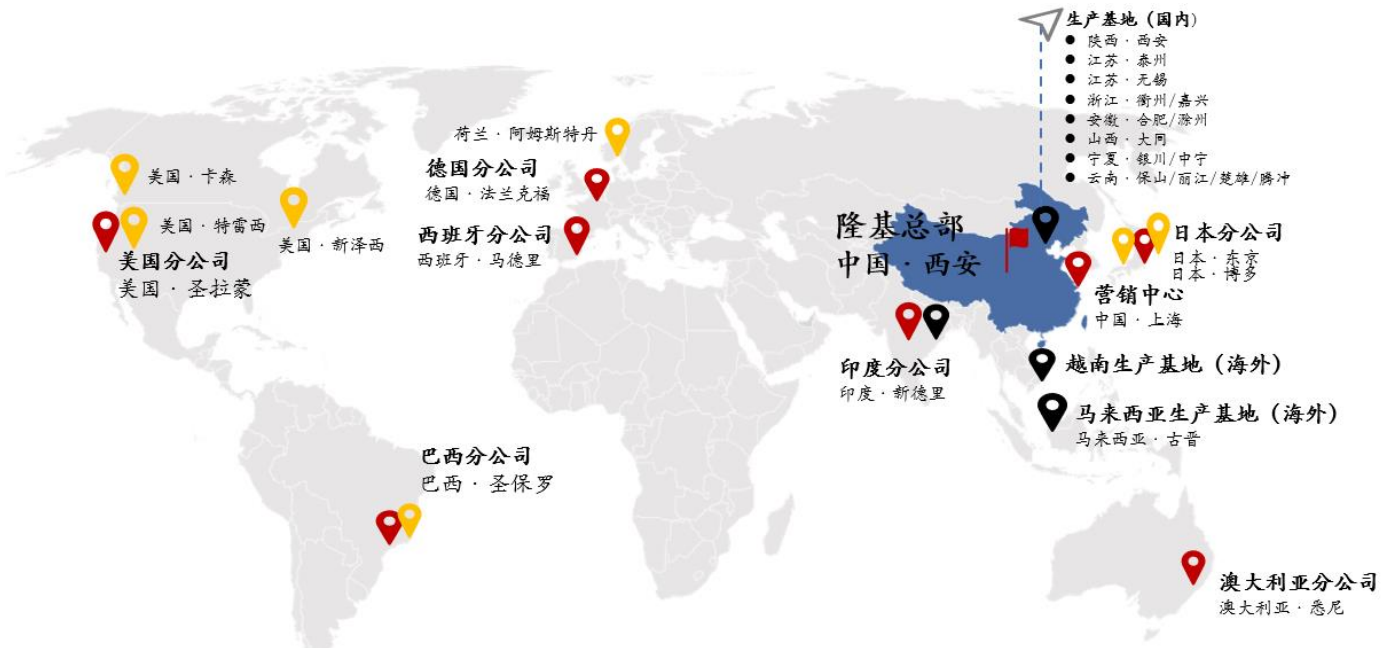 生产基地（国内）
● 陕西 · 西安
● 江苏 · 泰州
● 江苏 · 无锡
● 浙江 · 衢州/嘉兴
● 安徽 · 合肥/滁州
● 山西 · 大同
● 宁夏 · 银川/中宁
● 云南 · 保山/丽江/楚雄/腾冲
荷兰 · 阿姆斯特丹
德国分公司
德国 · 法兰克福
西班牙分公司
西班牙 · 马德里
美国 · 卡森
美国 · 特雷西
美国 · 新泽西
美国分公司
美国 · 圣拉蒙
隆基总部
中国 · 西安
日本分公司
日本 · 东京
日本 · 博多
营销中心
中国 · 上海
印度分公司
印度 · 新德里
越南生产基地（海外）
马来西亚生产基地（海外）
马来西亚 · 古晋
巴西分公司
巴西 · 圣保罗
澳大利亚分公司
澳大利亚 · 悉尼